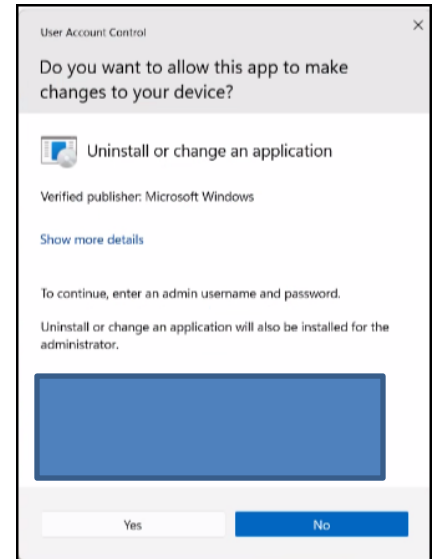 User Account Control
Do you want to allow this app to make
changes to your device?
Uninstall or change an application
Verified publisher: Microsoft Windows
Show more details
To continue, enter an admin username and password.
Uninstall or change an application will also be installed for the
administrator.
Yes
No